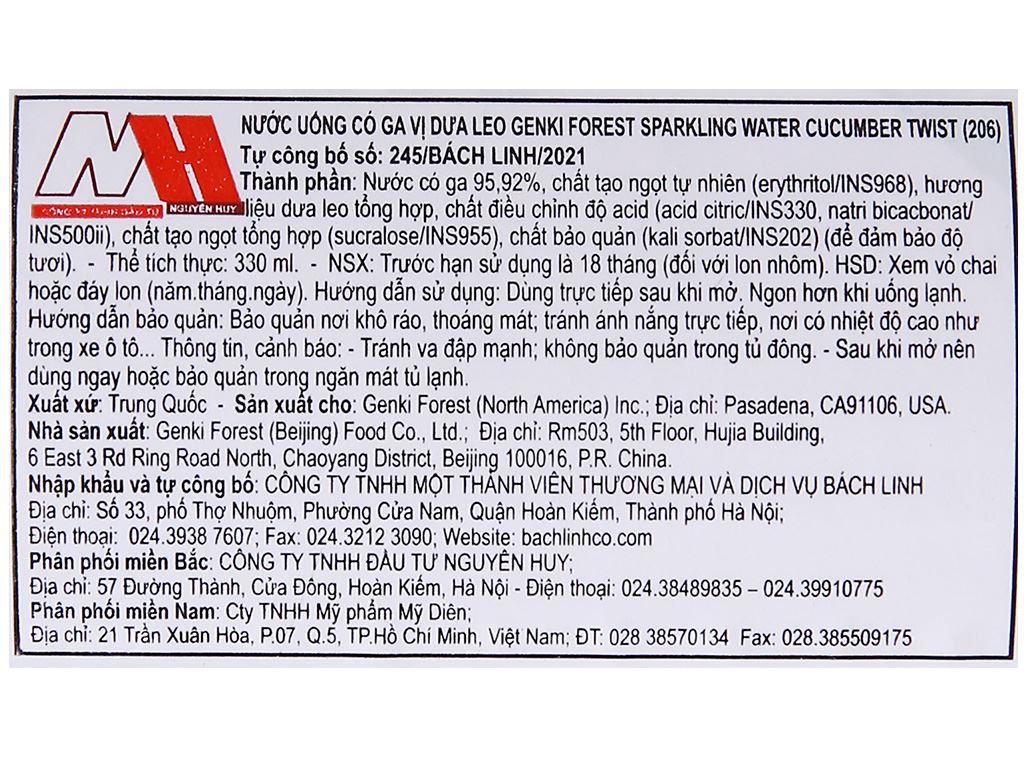 NH
CÔNG TY TNHH ĐẦU TƯ
NGUYÊN HUY
NƯỚC UỐNG CÓ GA VỊ DƯA LEO GENKI FOREST SPARKLING WATER CUCUMBER TWIST (206)
Tự công bố số: 245/BÁCH LINH/2021
Thành phần: Nước có ga 95,92%, chất tạo ngọt tự nhiên (erythritol/INS968), hương
liệu dưa leo tổng hợp, chất điều chỉnh độ acid (acid citric/INS330, natri bicacbonat/
INS500ii), chất tạo ngọt tổng hợp (sucralose/INS955), chất bảo quản (kali sorbat/INS202) (để đảm bảo độ
tươi). - Thể tích thực: 330 ml. - NSX: Trước hạn sử dụng là 18 tháng (đối với lon nhôm). HSD: Xem vỏ chai
hoặc đáy lon (năm.tháng.ngày). Hướng dẫn sử dụng: Dùng trực tiếp sau khi mở. Ngon hơn khi uống lạnh.
Hướng dẫn bảo quản: Bảo quản nơi khô ráo, thoáng mát; tránh ánh nắng trực tiếp, nơi có nhiệt độ cao như
trong xe ô tô... Thông tin, cảnh báo: - Tránh va đập mạnh; không bảo quản trong tủ đông. - Sau khi mở nên
dùng ngay hoặc bảo quản trong ngăn mát tủ lạnh.
Xuất xứ: Trung Quốc - Sản xuất cho: Genki Forest (North America) Inc.; Địa chỉ: Pasadena, CA91106, USA.
Nhà sản xuất: Genki Forest (Beijing) Food Co., Ltd.; Địa chỉ: Rm503, 5th Floor, Hujia Building,
6 East 3 Rd Ring Road North, Chaoyang District, Beijing 100016, P.R. China.
Nhập khẩu và tự công bố: CÔNG TY TNHH MỘT THÀNH VIÊN THƯƠNG MẠI VÀ DỊCH VỤ BÁCH LINH
Địa chỉ: Số 33, phố Thợ Nhuộm, Phường Cửa Nam, Quận Hoàn Kiếm, Thành phố Hà Nội;
Điện thoại: 024.3938 7607; Fax: 024.3212 3090; Website: bachlinhco.com
Phân phối miền Bắc: CÔNG TY TNHH ĐẦU TƯ NGUYÊN HUY;
Địa chỉ: 57 Đường Thành, Cửa Đông, Hoàn Kiếm, Hà Nội - Điện thoại: 024.38489835 – 024.39910775
Phân phối miền Nam: Cty TNHH Mỹ phẩm Mỹ Diên;
Địa chỉ: 21 Trần Xuân Hòa, P.07, Q.5, TP.Hồ Chí Minh, Việt Nam; ĐT: 028 38570134 Fax: 028.385509175